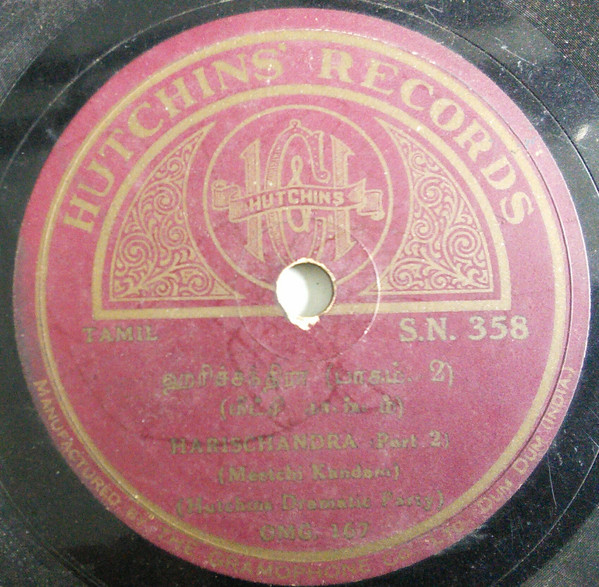 HUTCHINS' RECORDS
HUTCHINS
TAMIL
S.N. 358
ஹரிச்சந்திரா (பாகம். 2)
(மீட்சி காண்டம்)
HARISCHANDRA (Part 2)
(Meetchi Kandam)
(Hutchins Dramatic Party)
OMG 167
MANUFACTURED BY "THE GRAMOPHONE CO., LTD. DUM DUM (INDIA.)